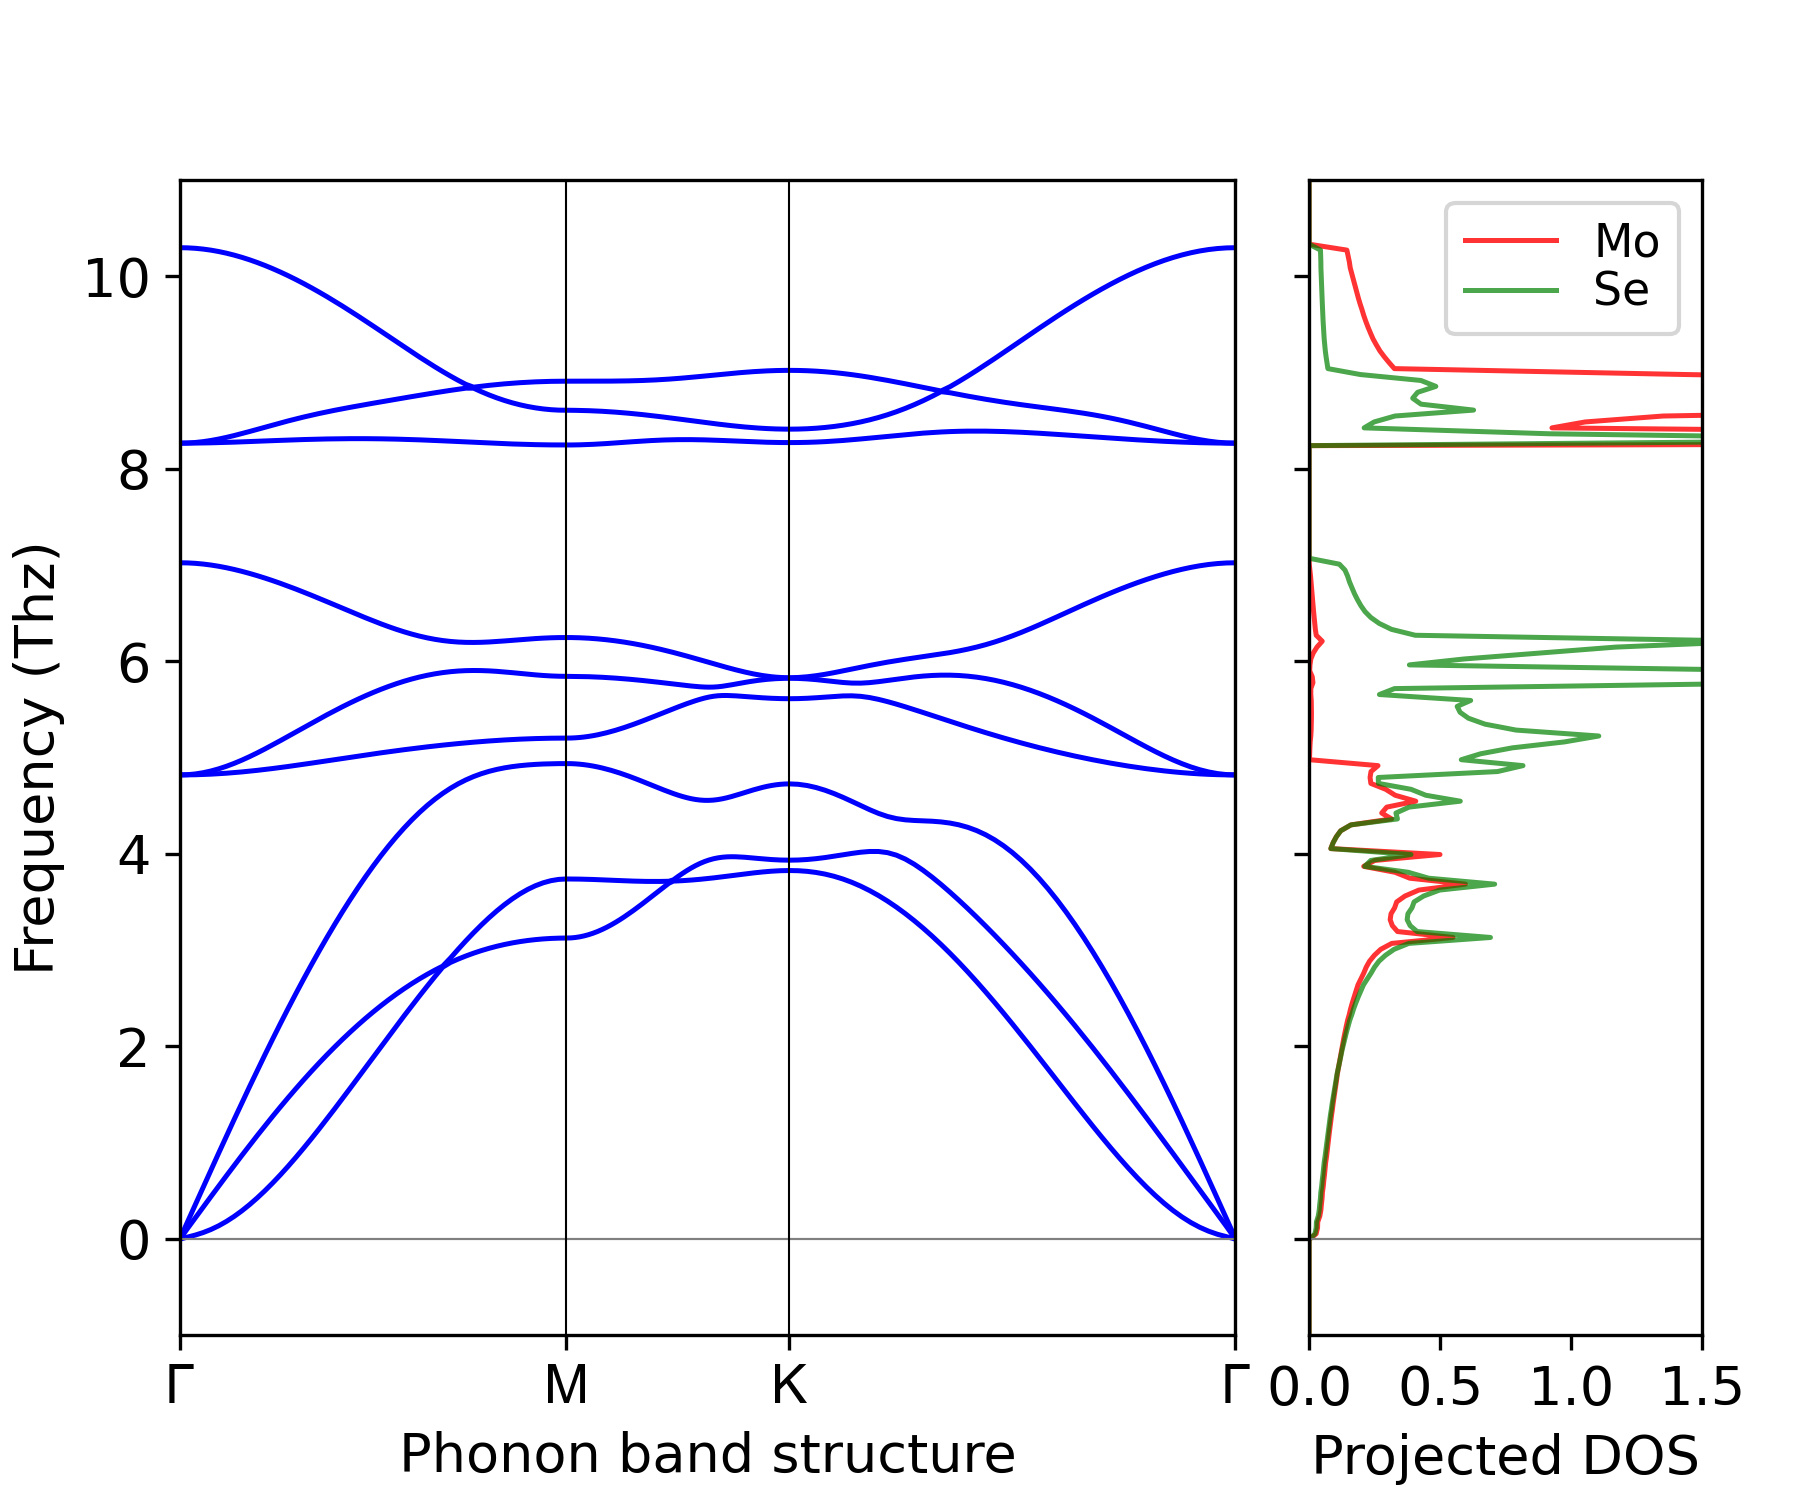 Frequency (Thz)
10
8
6
4
2
0
Γ M K Γ
Phonon band structure
Mo
Se
0.0 0.5 1.0 1.5
Projected DOS